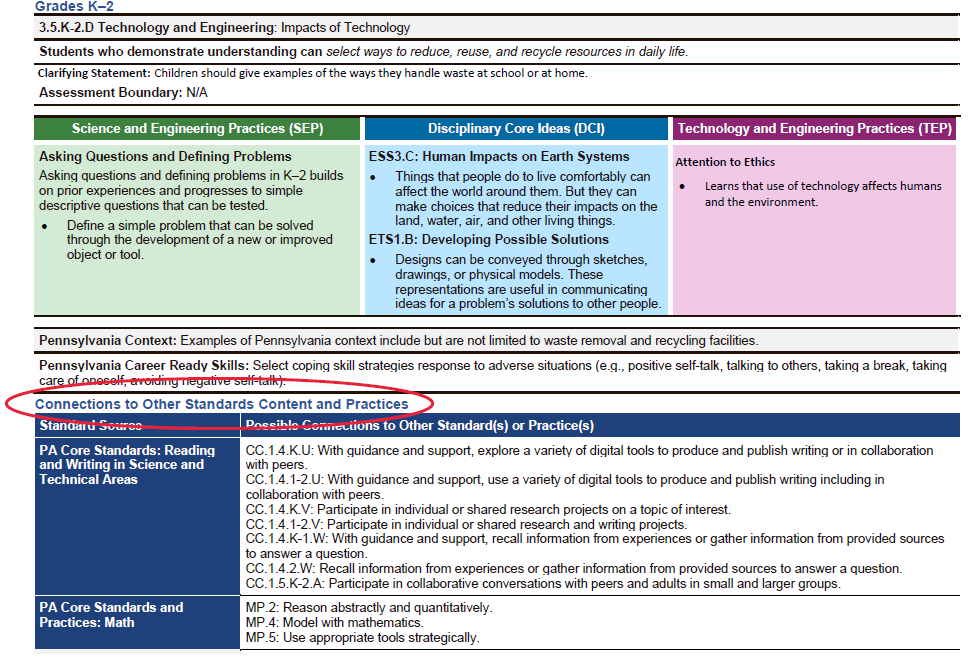 Grades K–2
3.5.K-2.D Technology and Engineering: Impacts of Technology
Students who demonstrate understanding can select ways to reduce, reuse, and recycle resources in daily life.
Clarifying Statement: Children should give examples of the ways they handle waste at school or at home.
Assessment Boundary: N/A
Science and Engineering Practices (SEP)
Asking Questions and Defining Problems
Asking questions and defining problems in K–2 builds
on prior experiences and progresses to simple
descriptive questions that can be tested.
• Define a simple problem that can be solved
through the development of a new or improved
object or tool.
Disciplinary Core Ideas (DCI)
ESS3.C: Human Impacts on Earth Systems
• Things that people do to live comfortably can
affect the world around them. But they can
make choices that reduce their impacts on the
land, water, air, and other living things.
ETS1.B: Developing Possible Solutions
• Designs can be conveyed through sketches,
drawings, or physical models. These
representations are useful in communicating
ideas for a problem's solutions to other people.
Technology and Engineering Practices (TEP)
Attention to Ethics
• Learns that use of technology affects humans
and the environment.
Pennsylvania Context: Examples of Pennsylvania context include but are not limited to waste removal and recycling facilities.
Pennsylvania Career Ready Skills: Select coping skill strategies response to adverse situations (e.g., positive self-talk, talking to others, taking a break, taking
care of oneself, avoiding negative self-talk).
Connections to Other Standards Content and Practices
Standard Source
Possible Connections to Other Standard(s) or Practice(s)
PA Core Standards: Reading
and Writing in Science and
Technical Areas
CC.1.4.K.U: With guidance and support, explore a variety of digital tools to produce and publish writing or in collaboration
with peers.
CC.1.4.1-2.U: With guidance and support, use a variety of digital tools to produce and publish writing including in
collaboration with peers.
CC.1.4.K.V: Participate in individual or shared research projects on a topic of interest.
CC.1.4.1-2.V: Participate in individual or shared research and writing projects.
CC.1.4.K-1.W: With guidance and support, recall information from experiences or gather information from provided sources
to answer a question.
CC.1.4.2.W: Recall information from experiences or gather information from provided sources to answer a question.
CC.1.5.K-2.A: Participate in collaborative conversations with peers and adults in small and larger groups.
PA Core Standards and
Practices: Math
MP.2: Reason abstractly and quantitatively.
MP.4: Model with mathematics.
MP.5: Use appropriate tools strategically.